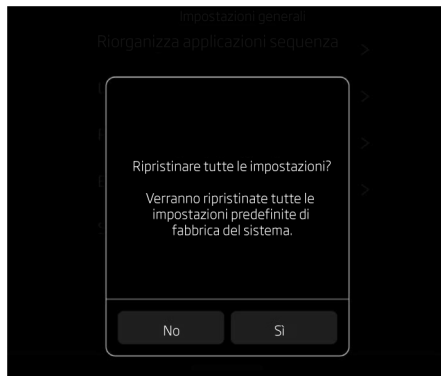 Impostazioni generali
Riorganizza applicazioni sequenza
Ripristinare tutte le impostazioni?
Verranno ripristinate tutte le
impostazioni predefinite di
fabbrica del sistema.
No
Sì